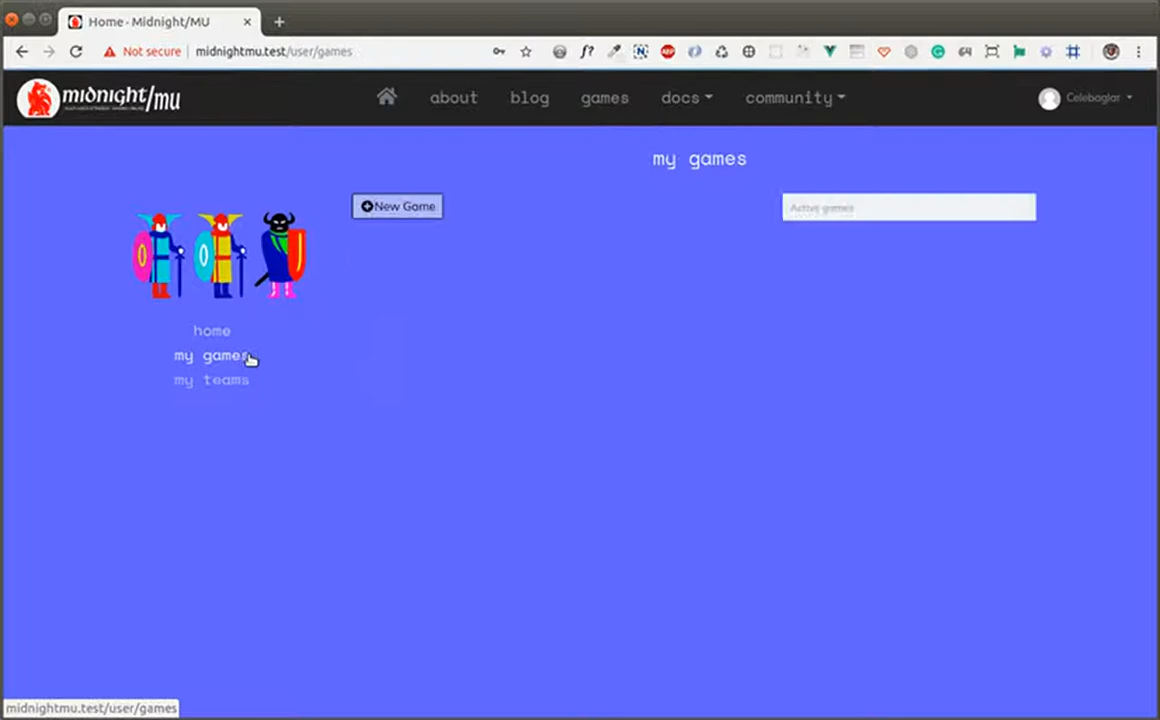 Home - Midnight/MU
Not secure
midnightmu.test/user/games
midnight/mu
about
blog
games
docs
community
Celeboglar
my games
New Game
Active games
home
my games
my teams
midnightmu.test/user/games